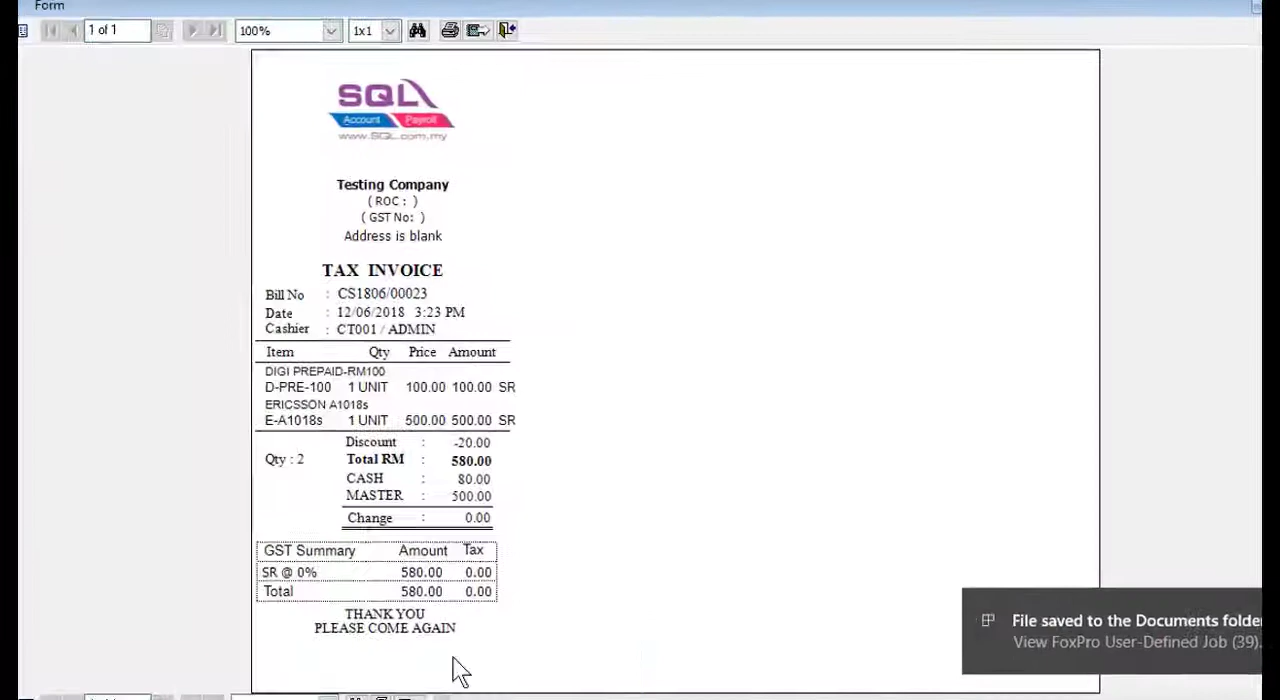 Form
1 of 1 100% 1x1
SQL
Account Payroll
www.SQL.com.my
Testing Company
( ROC : )
( GST No: )
Address is blank
TAX INVOICE
Bill No : CS1806/00023
Date : 12/06/2018 3:23 PM
Cashier : CT001 / ADMIN
Item Qty Price Amount
DIGI PREPAID-RM100
D-PRE-100 1 UNIT 100.00 100.00 SR
ERICSSON A1018s
E-A1018s 1 UNIT 500.00 500.00 SR
Discount : -20.00
Qty : 2 Total RM : 580.00
CASH : 80.00
MASTER : 500.00
Change : 0.00
GST Summary Amount Tax
SR @ 0% 580.00 0.00
Total 580.00 0.00
THANK YOU
PLEASE COME AGAIN
File saved to the Documents folde
View FoxPro User-Defined Job (39).